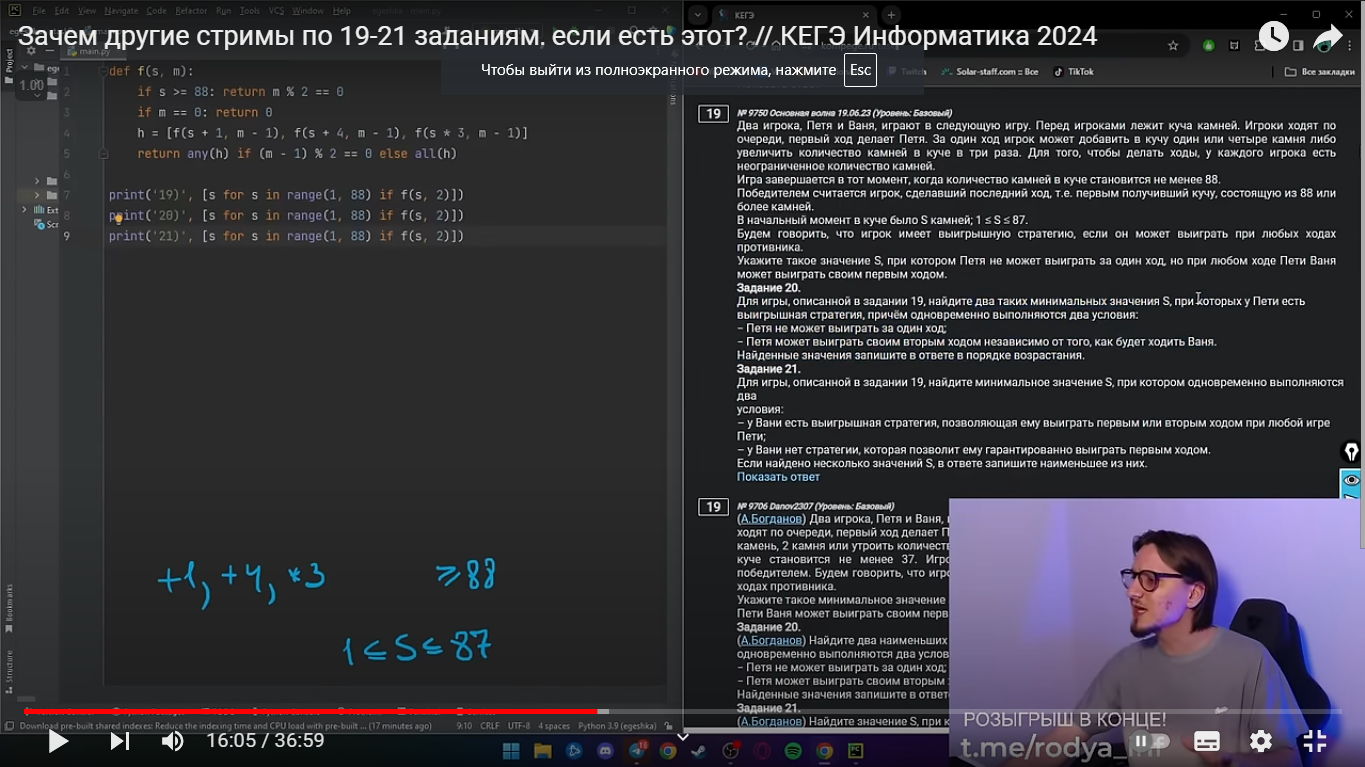 File Edit View Navigate Code Refactor Run Tools VCS Window Help
Зачем другие стримы по 19-21 заданиям, если есть этот? // КЕГЭ Информатика 2024
КЕГЭ
Чтобы выйти из полноэкранного режима, нажмите Esc
Twitch
Solar-staff.com :: Все
TikTok
Все закладки
main.py
Project
1.00
1 def f(s, m):
2 if s >= 88: return m % 2 == 0
3 if m == 0: return 0
4 h = [f(s + 1, m - 1), f(s + 4, m - 1), f(s * 3, m - 1)]
5 return any(h) if (m - 1) % 2 == 0 else all(h)
6
7 print('19', [s for s in range(1, 88) if f(s, 2)])
8 print('20', [s for s in range(1, 88) if f(s, 2)])
9 print('21', [s for s in range(1, 88) if f(s, 2)])
Ext
Scr
+1, +4, *3 ≥88
1 ≤ S ≤ 87
Bookmarks
Structure
19
№ 9750 Основная волна 19.06.23 (Уровень: Базовый)
Два игрока, Петя и Ваня, играют в следующую игру. Перед игроками лежит куча камней. Игроки ходят по
очереди, первый ход делает Петя. За один ход игрок может добавить в кучу один или четыре камня либо
увеличить количество камней в куче в три раза. Для того, чтобы делать ходы, у каждого игрока есть
неограниченное количество камней.
Игра завершается в тот момент, когда количество камней в куче становится не менее 88.
Победителем считается игрок, сделавший последний ход, т.е. первым получивший кучу, состоящую из 88 или
более камней.
В начальный момент в куче было S камней; 1 ≤ S ≤ 87.
Будем говорить, что игрок имеет выигрышную стратегию, если он может выиграть при любых ходах
противника.
Укажите такое значение S, при котором Петя не может выиграть за один ход, но при любом ходе Пети Ваня
может выиграть своим первым ходом.
Задание 20.
Для игры, описанной в задании 19, найдите два таких минимальных значения S, при которых у Пети есть
выигрышная стратегия, причём одновременно выполняются два условия:
– Петя не может выиграть за один ход;
– Петя может выиграть своим вторым ходом независимо от того, как будет ходить Ваня.
Найденные значения запишите в ответе в порядке возрастания.
Задание 21.
Для игры, описанной в задании 19, найдите минимальное значение S, при котором одновременно выполняются
два
условия:
– у Вани есть выигрышная стратегия, позволяющая ему выиграть первым или вторым ходом при любой игре
Пети;
– у Вани нет стратегии, которая позволит ему гарантированно выиграть первым ходом.
Если найдено несколько значений S, в ответе запишите наименьшее из них.
Показать ответ
19
№ 9706 Danov2307 (Уровень: Базовый)
(А.Богданов) Два игрока, Петя и Ваня,
ходят по очереди, первый ход делает П
камень, 2 камня или утроить количеств
куче становится не менее 37. Игро
победителем. Будем говорить, что игро
ходах противника.
Укажите такое минимальное значение
Пети Ваня может выиграть своим перв
Задание 20.
(А.Богданов) Найдите два наименьших
одновременно выполняются два услов
– Петя не может выиграть за один ход;
– Петя может выиграть своим вторым
Найденные значения запишите в ответе
Задание 21.
(А.Богданов) Найдите значение S, при к
РОЗЫГРЫШ В КОНЦЕ!
t.me/rodya_inf
Download pre-built shared indexes: Reduce the indexing time and CPU load with pre-built ... (17 minutes ago)
9:10 CRLF UTF-8 4 spaces Python 3.9 (egeshka)
16:05 / 36:59